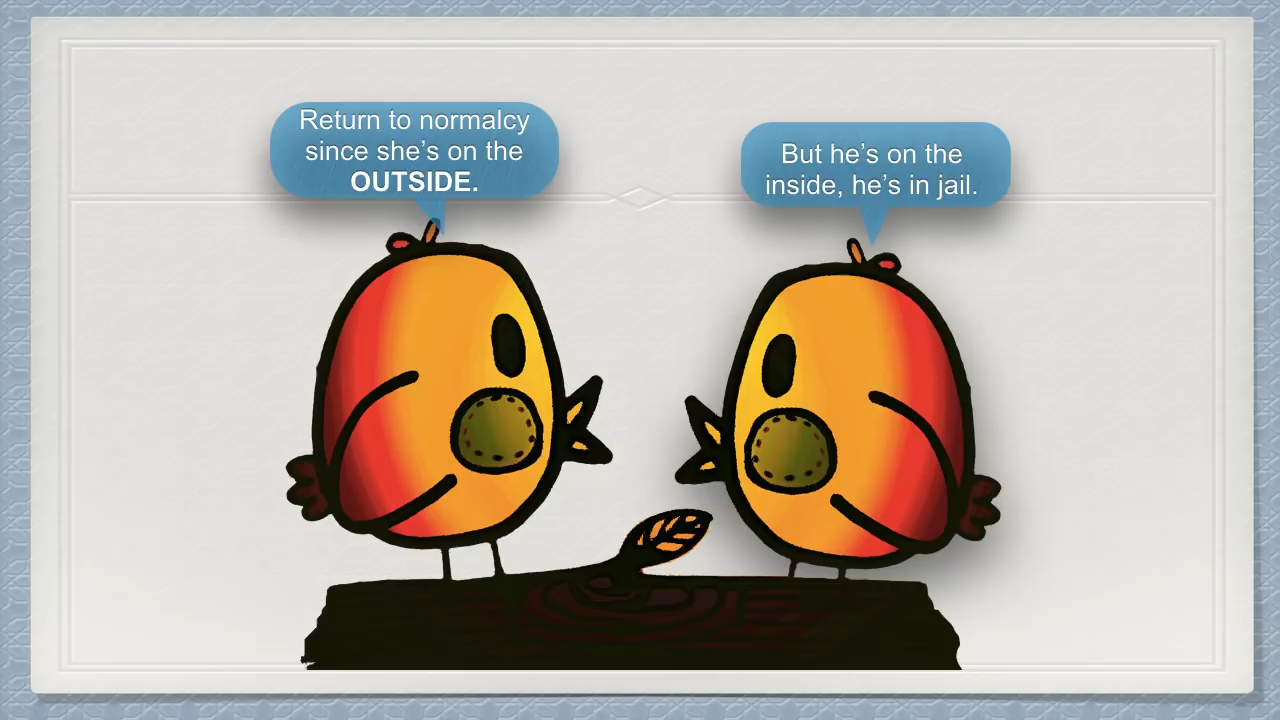 Return to normalcy
since she's on the
OUTSIDE.
But he's on the
inside, he's in jail.